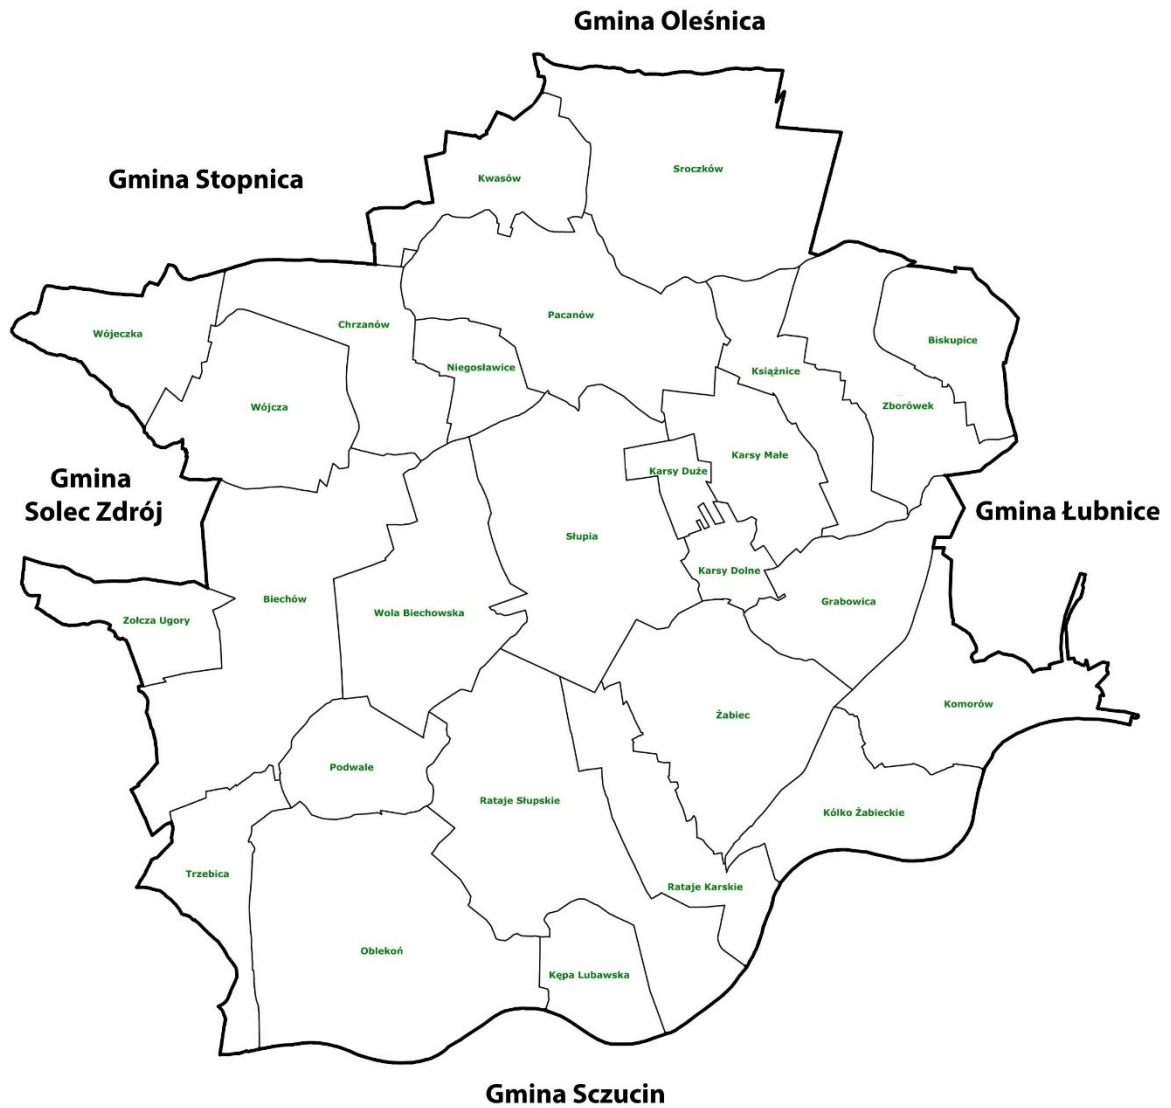 Gmina Oleśnica
Gmina Stopnica
Kwasów
Sroczków
Wójeczka
Chrzanów
Pacanów
Niegosławice
Książnice
Biskupice
Wójcza
Zborówek
Karsy Małe
Karsy Duże
Gmina
Solec Zdrój
Gmina Łubnice
Słupia
Karsy Dolne
Biechów
Wola Biechowska
Grabowica
Zołcza Ugory
Żabiec
Komorów
Podwale
Rataje Słupskie
Kólko Żabieckie
Trzebica
Rataje Karskie
Oblekoń
Kępa Lubawska
Gmina Sczucin